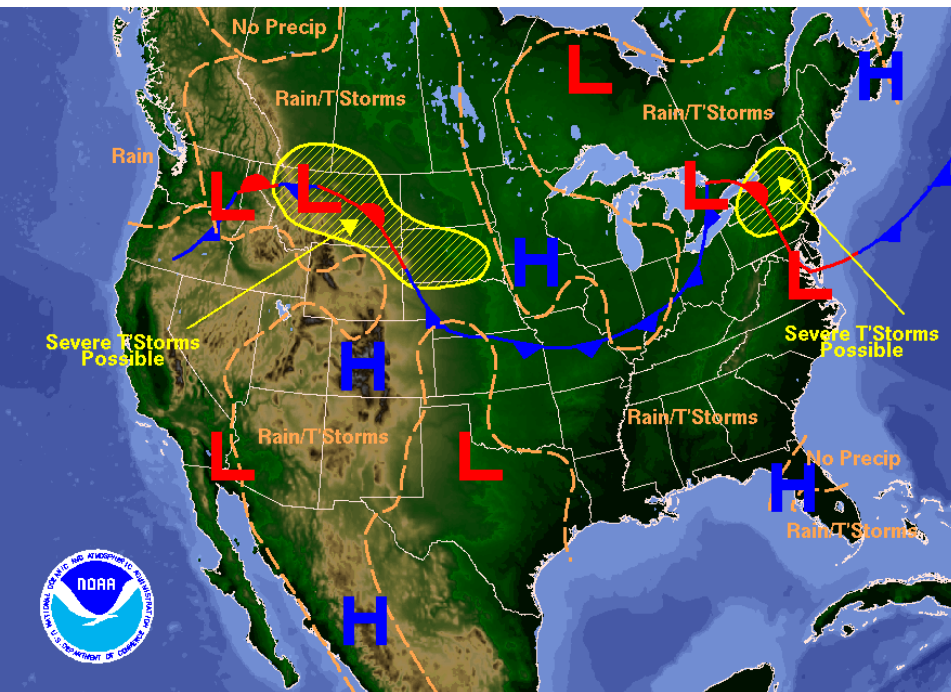 No Precip
Rain/T'Storms
Rain/T'Storms
Rain
L
H
L
L
L
H
L
Severe T'Storms
Possible
Severe T'Storms
Possible
H
Rain/T'Storms
Rain/T'Storms
L
L
No Precip
H
Rain/T'Storms
H
NATIONAL OCEANIC AND ATMOSPHERIC ADMINISTRATION
NOAA
U.S. DEPARTMENT OF COMMERCE